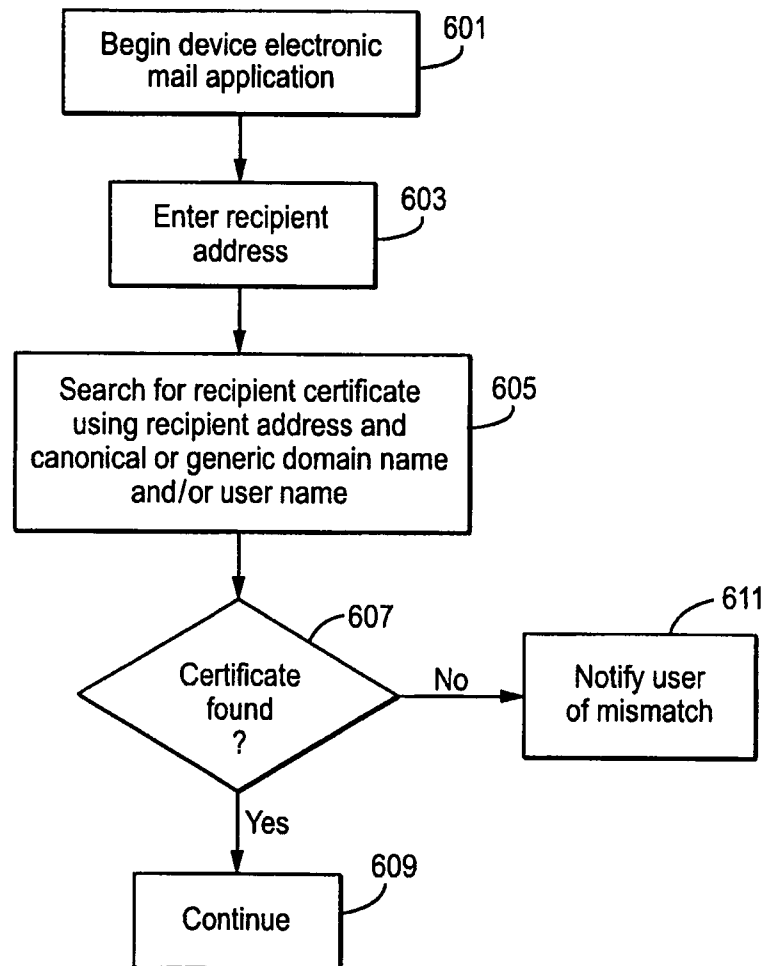 Begin device electronic
mail application
601
Enter recipient
address
603
Search for recipient certificate
using recipient address and
canonical or generic domain name
and/or user name
605
Certificate
found
?
607
No
Notify user
of mismatch
611
Yes
Continue
609